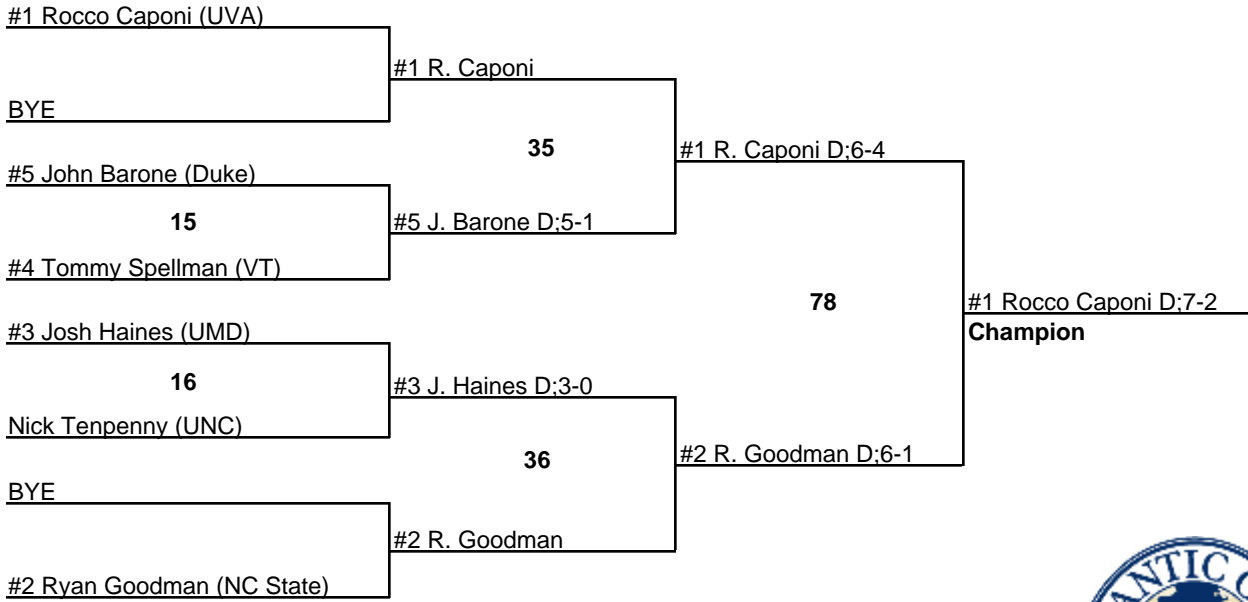 #1 Rocco Caponi (UVA)
#1 R. Caponi
BYE
35
#1 R. Caponi D;6-4
#5 John Barone (Duke)
15
#5 J. Barone D;5-1
#4 Tommy Spellman (VT)
78
#1 Rocco Caponi D;7-2
Champion
#3 Josh Haines (UMD)
16
#3 J. Haines D;3-0
Nick Tenpenny (UNC)
36
#2 R. Goodman D;6-1
BYE
#2 R. Goodman
#2 Ryan Goodman (NC State)